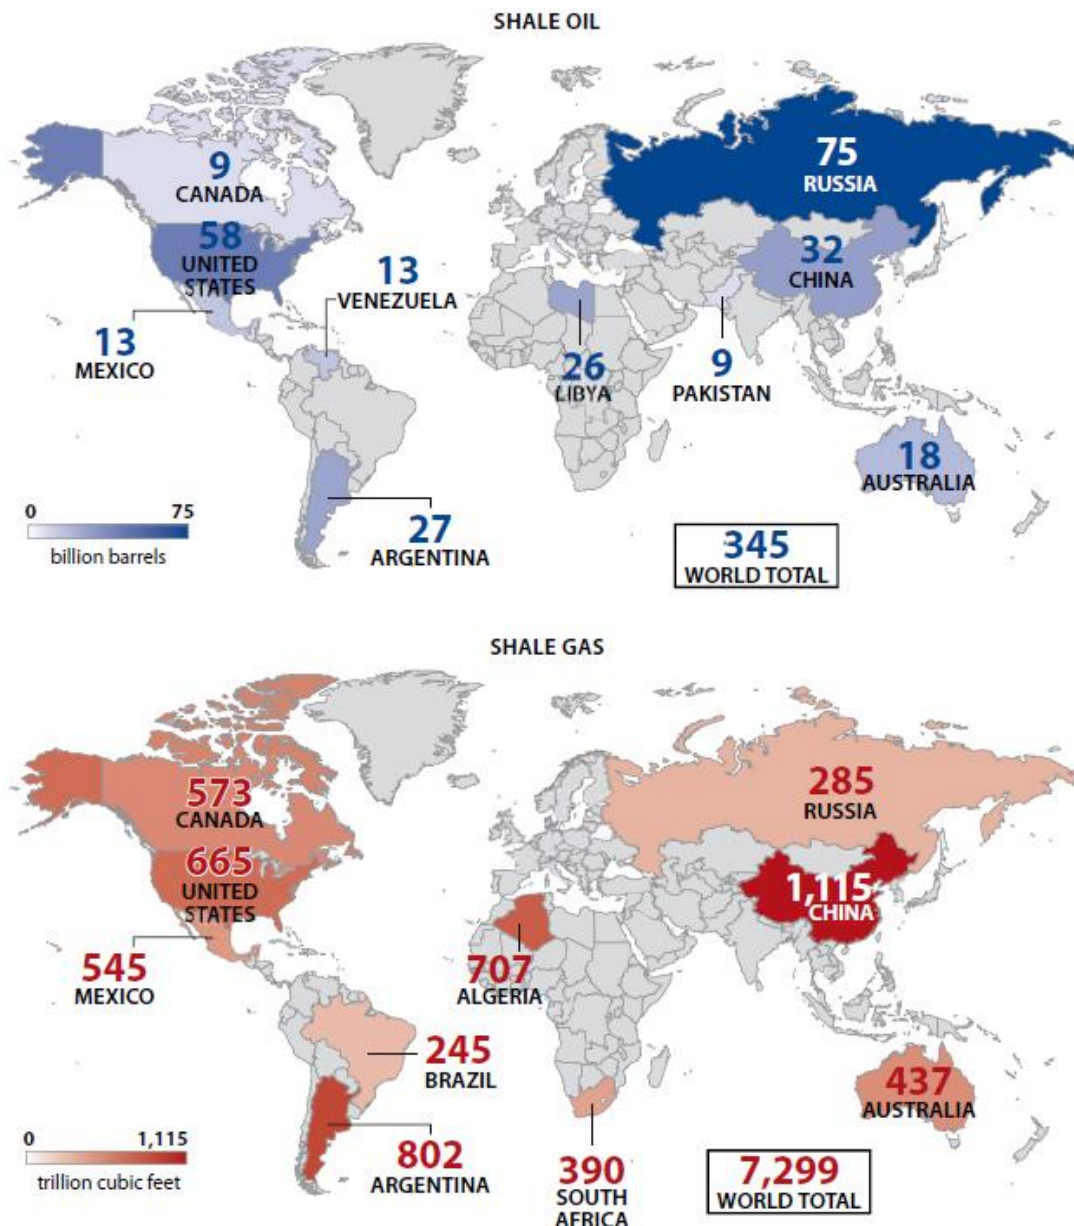 SHALE OIL
9
CANADA
58
UNITED
STATES
13
MEXICO
13
VENEZUELA
27
ARGENTINA
26
LIBYA
9
PAKISTAN
75
RUSSIA
32
CHINA
18
AUSTRALIA
0 75
billion barrels
345
WORLD TOTAL
SHALE GAS
573
CANADA
665
UNITED
STATES
545
MEXICO
707
ALGERIA
245
BRAZIL
802
ARGENTINA
390
SOUTH
AFRICA
285
RUSSIA
1,115
CHINA
437
AUSTRALIA
0 1,115
trillion cubic feet
7,299
WORLD TOTAL